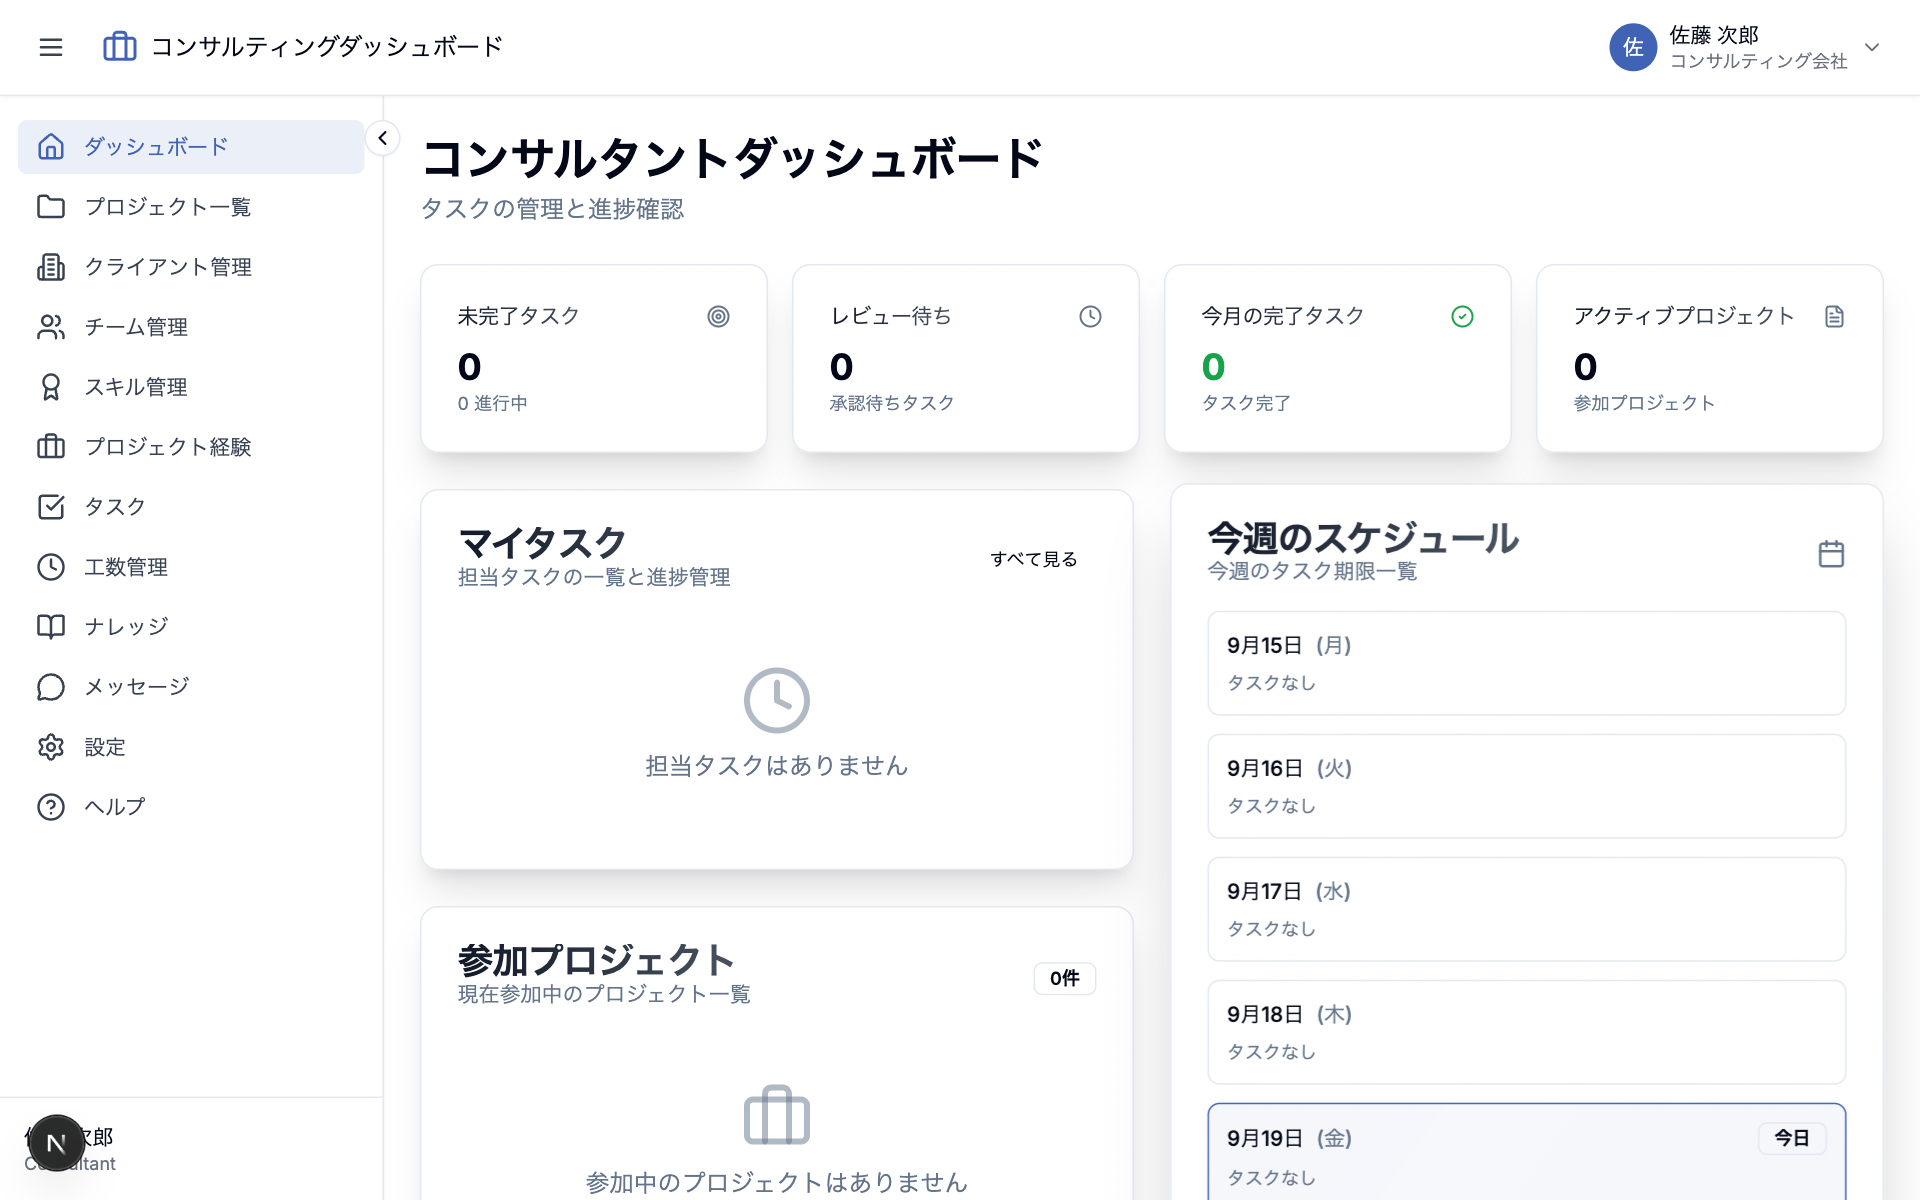 コンサルティングダッシュボード
佐
佐藤 次郎
コンサルティング会社
ダッシュボード
プロジェクト一覧
クライアント管理
チーム管理
スキル管理
プロジェクト経験
タスク
工数管理
ナレッジ
メッセージ
設定
ヘルプ
次郎
N
コンサルタントダッシュボード
タスクの管理と進捗確認
未完了タスク
0
0 進行中
レビュー待ち
0
承認待ちタスク
今月の完了タスク
0
タスク完了
アクティブプロジェクト
0
参加プロジェクト
マイタスク
担当タスクの一覧と進捗管理
すべて見る
担当タスクはありません
参加プロジェクト
現在参加中のプロジェクト一覧
0件
参加中のプロジェクトはありません
今週のスケジュール
今週のタスク期限一覧
9月15日 (月)
タスクなし
9月16日 (火)
タスクなし
9月17日 (水)
タスクなし
9月18日 (木)
タスクなし
9月19日 (金)
今日
タスクなし